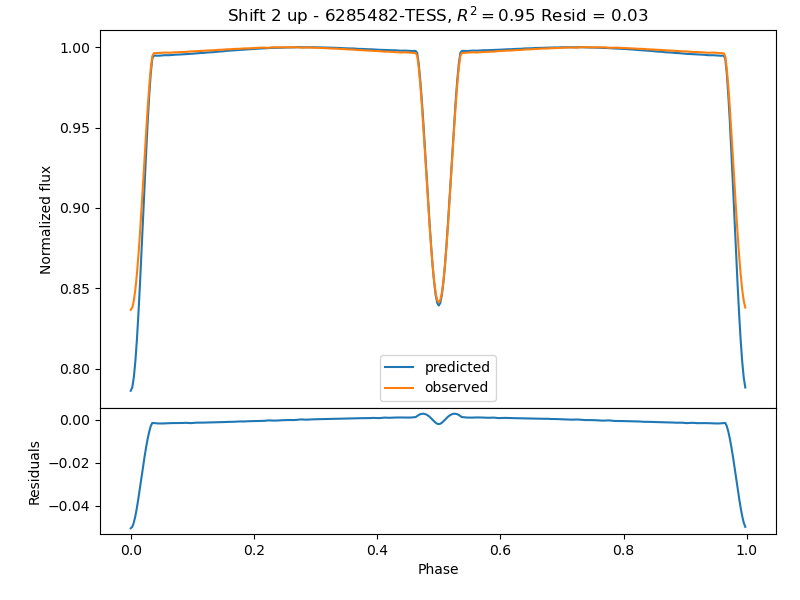 Shift 2 up - 6285482-TESS, R² = 0.95 Resid = 0.03
1.00
0.95
0.90
0.85
0.80
Normalized flux
predicted
observed
0.00
−0.02
−0.04
Residuals
0.0 0.2 0.4 0.6 0.8 1.0
Phase